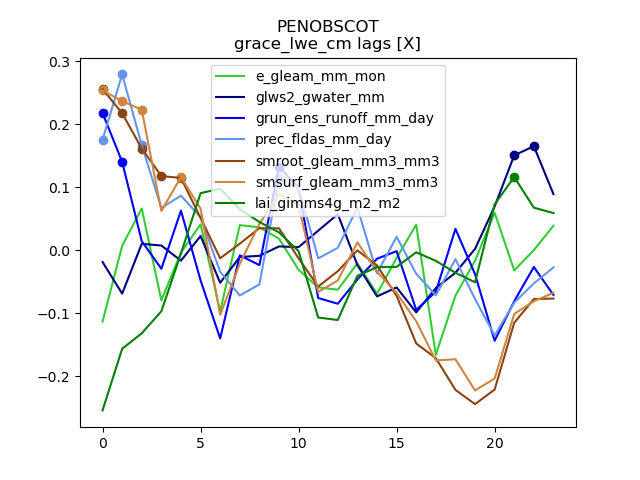 PENOBSCOT
grace_lwe_cm lags [X]
0.3
0.2
0.1
0.0
−0.1
−0.2
e_gleam_mm_mon
glws2_gwater_mm
grun_ens_runoff_mm_day
prec_fldas_mm_day
smroot_gleam_mm3_mm3
smsurf_gleam_mm3_mm3
lai_gimms4g_m2_m2
0 5 10 15 20